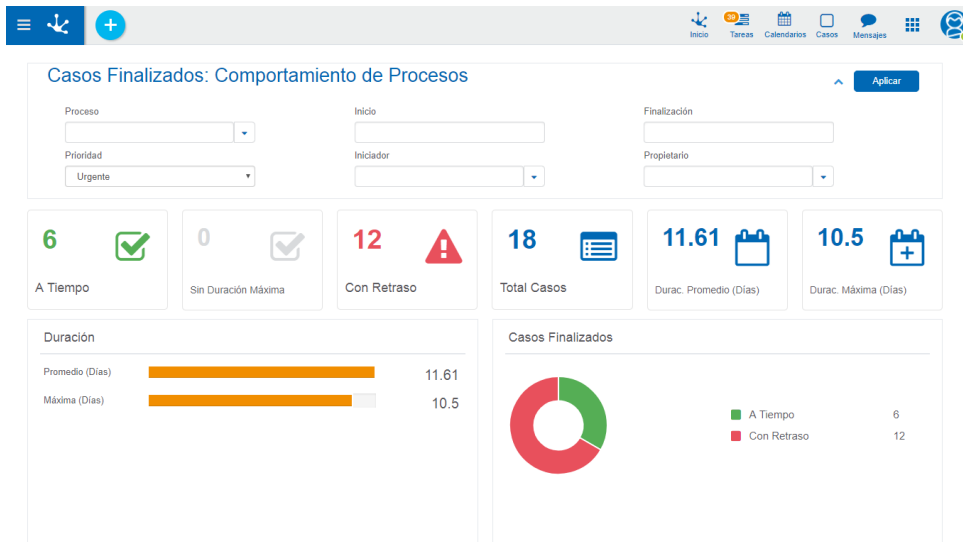 39
Inicio Tareas Calendarios Casos Mensajes
Casos Finalizados: Comportamiento de Procesos
Aplicar
Proceso Inicio Finalización
Prioridad Iniciador Propietario
Urgente
6 0 12 18 11.61 10.5
A Tiempo Sin Duración Máxima Con Retraso Total Casos Durac. Promedio (Días) Durac. Máxima (Días)
Duración Casos Finalizados
Promedio (Días) 11.61
Máxima (Días) 10.5
A Tiempo 6
Con Retraso 12